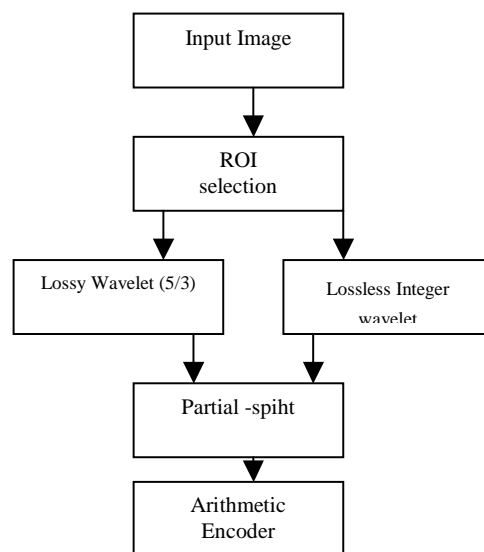 Input Image
ROI
selection
Lossy Wavelet (5/3)
Lossless Integer
wavelet
Partial -spiht
Arithmetic
Encoder